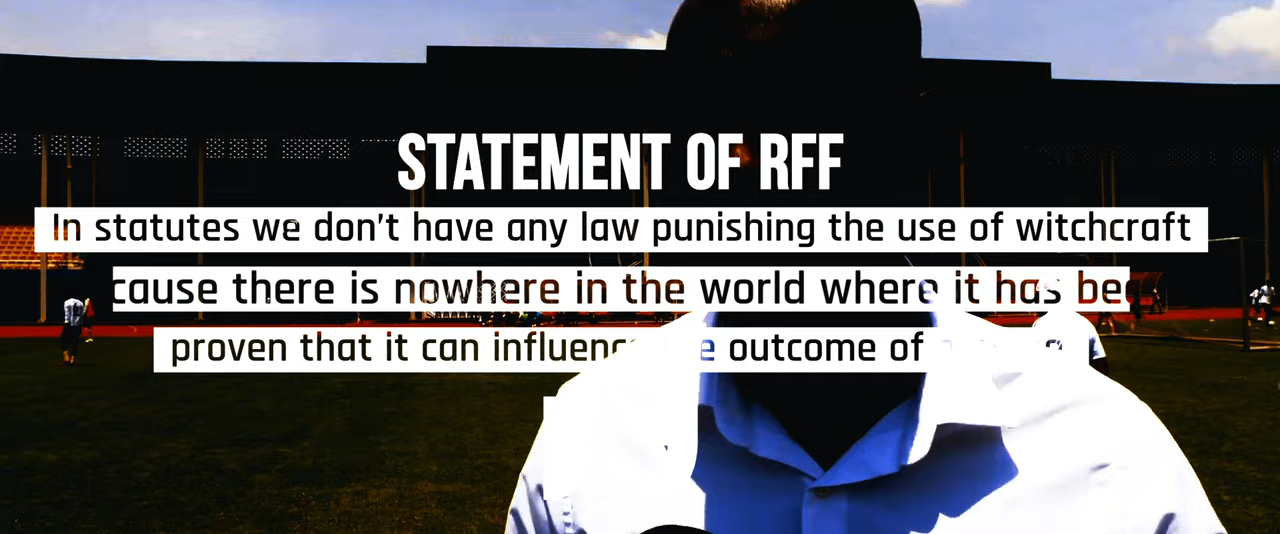 STATEMENT OF RFF
In statutes we don't have any law punishing the use of witchcraft
cause there is nowhere in the world where it has
proven that it can outcome of